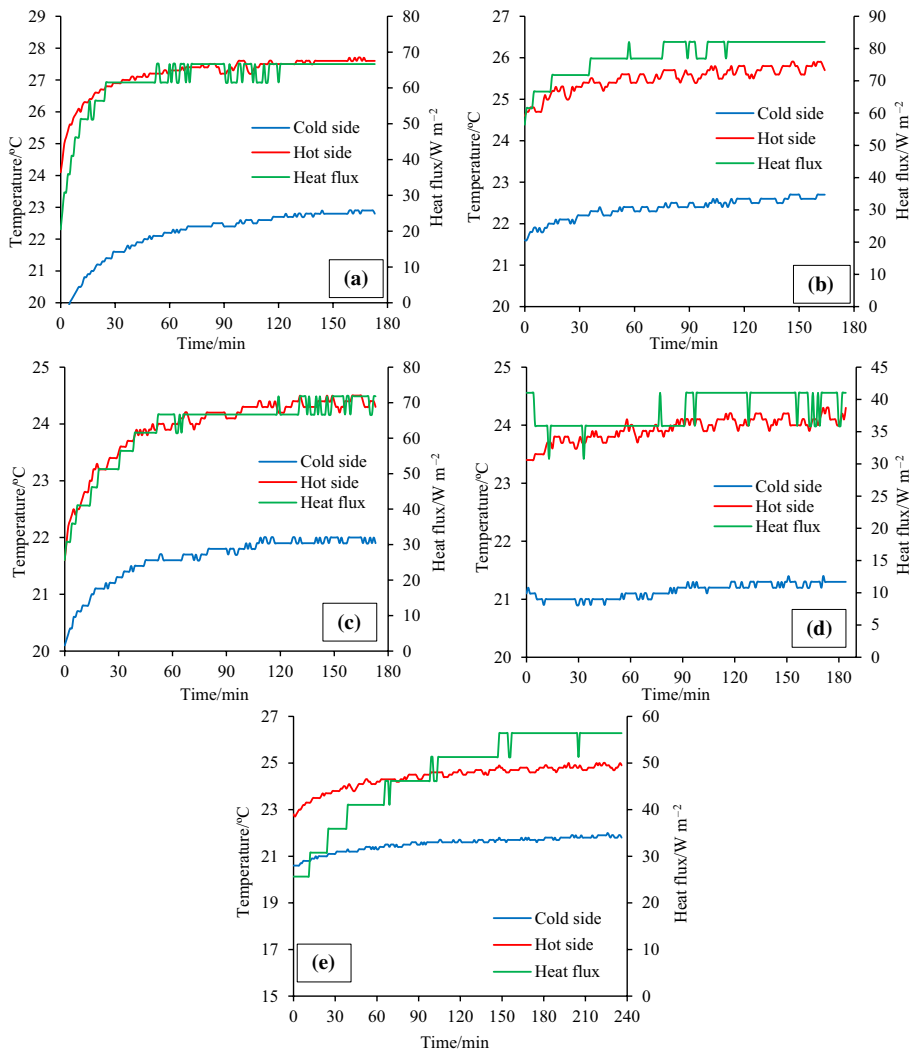 29
28
27
26
25
24
23
22
21
20
Temperature/ºC
80
70
60
50
40
30
20
10
0
Heat flux/W m−2
Cold side
Hot side
Heat flux
(a)
0 30 60 90 120 150 180
Time/min
27
26
25
24
23
22
21
20
Temperature/ºC
90
80
70
60
50
40
30
20
10
0
Heat flux/W m−2
Cold side
Hot side
Heat flux
(b)
0 30 60 90 120 150 180
Time/min
25
24
23
22
21
20
Temperature/ºC
80
70
60
50
40
30
20
10
0
Heat flux/W m−2
Cold side
Hot side
Heat flux
(c)
0 30 60 90 120 150 180
Time/min
25
24
23
22
21
20
Temperature/ºC
45
40
35
30
25
20
15
10
5
0
Heat flux/W m−2
Cold side
Hot side
Heat flux
(d)
0 30 60 90 120 150 180
Time/min
27
25
23
21
19
17
15
Temperature/ºC
60
50
40
30
20
10
0
Heat flux/W m−2
Cold side
Hot side
Heat flux
(e)
0 30 60 90 120 150 180 210 240
Time/min